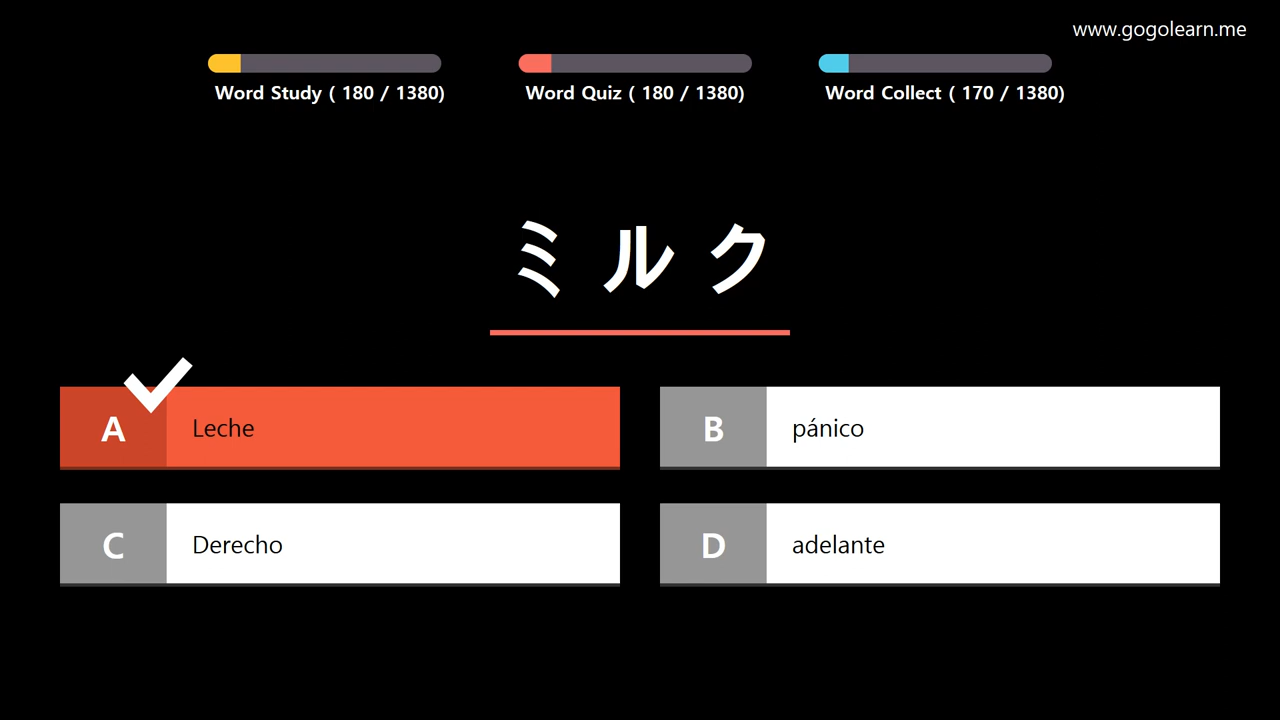 www.gogolearn.me
Word Study ( 180 / 1380)
Word Quiz ( 180 / 1380)
Word Collect ( 170 / 1380)
ミルク
A Leche
B pánico
C Derecho
D adelante